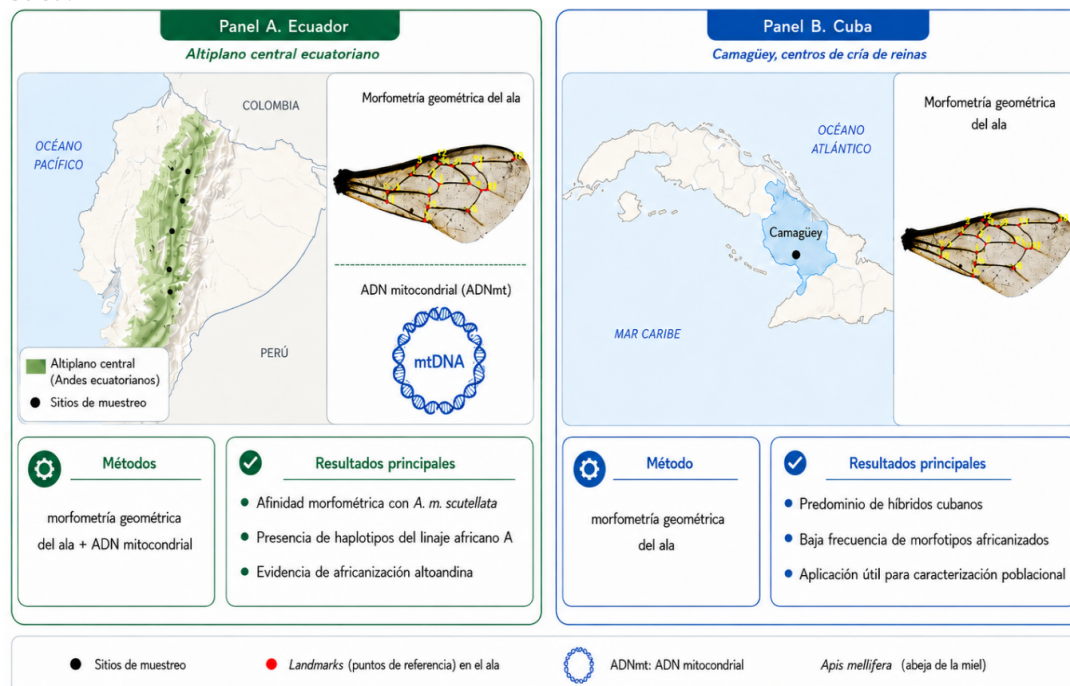 Panel A. Ecuador
Altiplano central ecuatoriano
COLOMBIA
OCÉANO
PACÍFICO
PERÚ
Altiplano central
(Andes ecuatorianos)
Sitios de muestreo
Morfometría geométrica del ala
ADN mitocondrial (ADNmt)
mtDNA
Métodos
morfometría geométrica
del ala + ADN mitocondrial
Resultados principales
Afinidad morfométrica con A. m. scutellata
Presencia de haplotipos del linaje africano A
Evidencia de africanización altoandina
Panel B. Cuba
Camagüey, centros de cría de reinas
OCÉANO
ATLÁNTICO
Camagüey
MAR CARIBE
Morfometría geométrica
del ala
Método
morfometría geométrica
del ala
Resultados principales
Predominio de híbridos cubanos
Baja frecuencia de morfotipos africanizados
Aplicación útil para caracterización poblacional
Sitios de muestreo
Landmarks (puntos de referencia) en el ala
ADNmt: ADN mitocondrial
Apis mellifera (abeja de la miel)